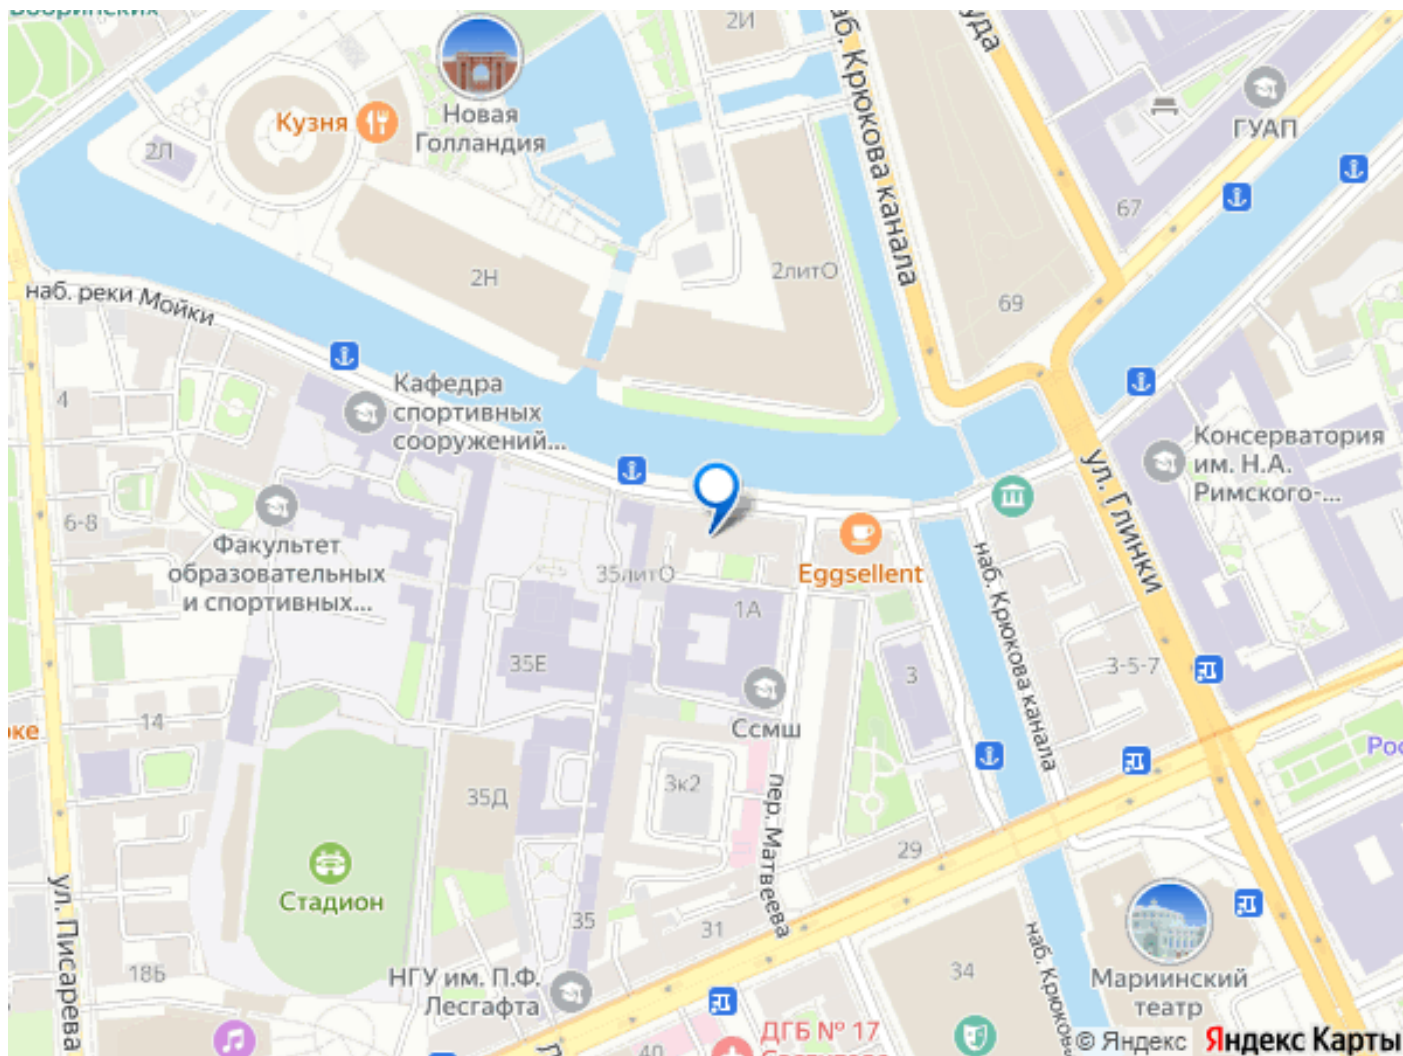 2И
наб. Крюкова канала
Кузня
Новая
Голландия
ГУАП
2Л
67
2Н
2литО
69
наб. реки Мойки
Кафедра
спортивных
сооружений...
4
Консерватория
им. Н.А.
Римского-...
ул. Глинки
6-8
Факультет
образовательных
и спортивных...
35литО
Eggsellent
наб. Крюкова канала
1А
35Е
3
3-5-7
Ссмш
14
3к2
35Д
пер. Матвеева
29
Стадион
ул. Писарева
35
31
18Б
НГУ им. П.Ф.
Лесгафта
34
Мариинский
театр
ДГБ № 17
40
© Яндекс Яндекс Карты